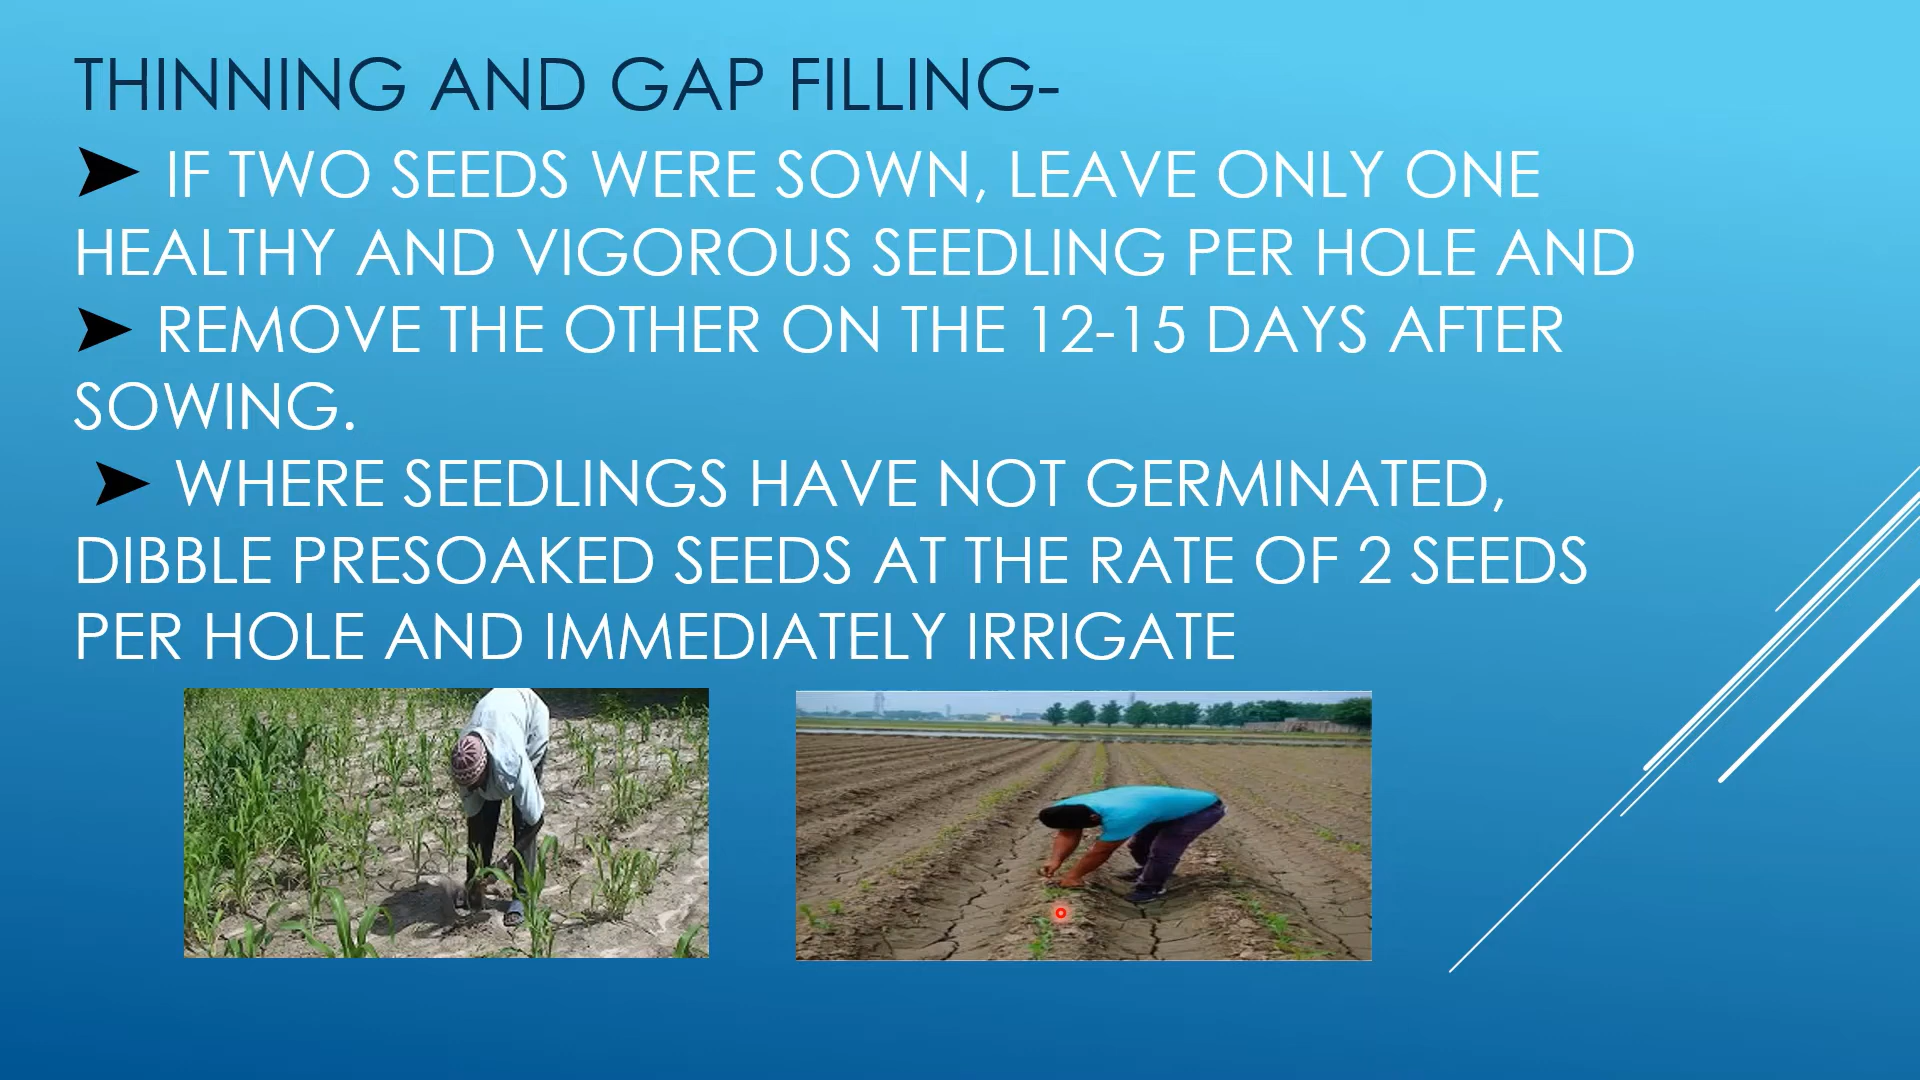 THINNING AND GAP FILLING-
➤ IF TWO SEEDS WERE SOWN, LEAVE ONLY ONE
HEALTHY AND VIGOROUS SEEDLING PER HOLE AND
➤ REMOVE THE OTHER ON THE 12-15 DAYS AFTER
SOWING.
➤ WHERE SEEDLINGS HAVE NOT GERMINATED,
DIBBLE PRESOAKED SEEDS AT THE RATE OF 2 SEEDS
PER HOLE AND IMMEDIATELY IRRIGATE